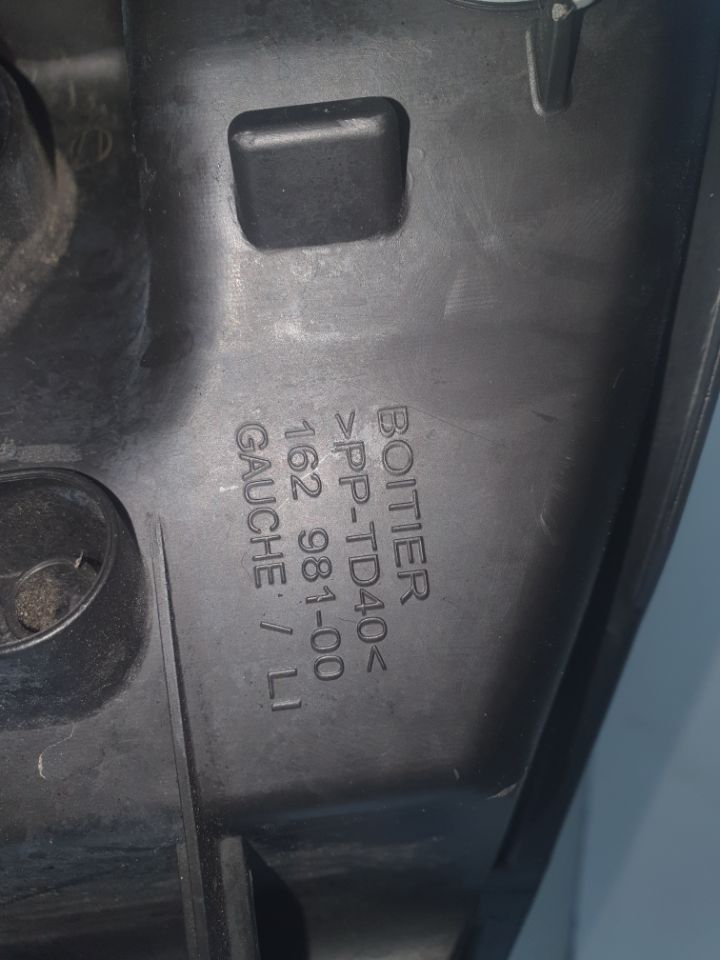 BOITIER
>PP-TD40<
162 981-00
GAUCHE / LI